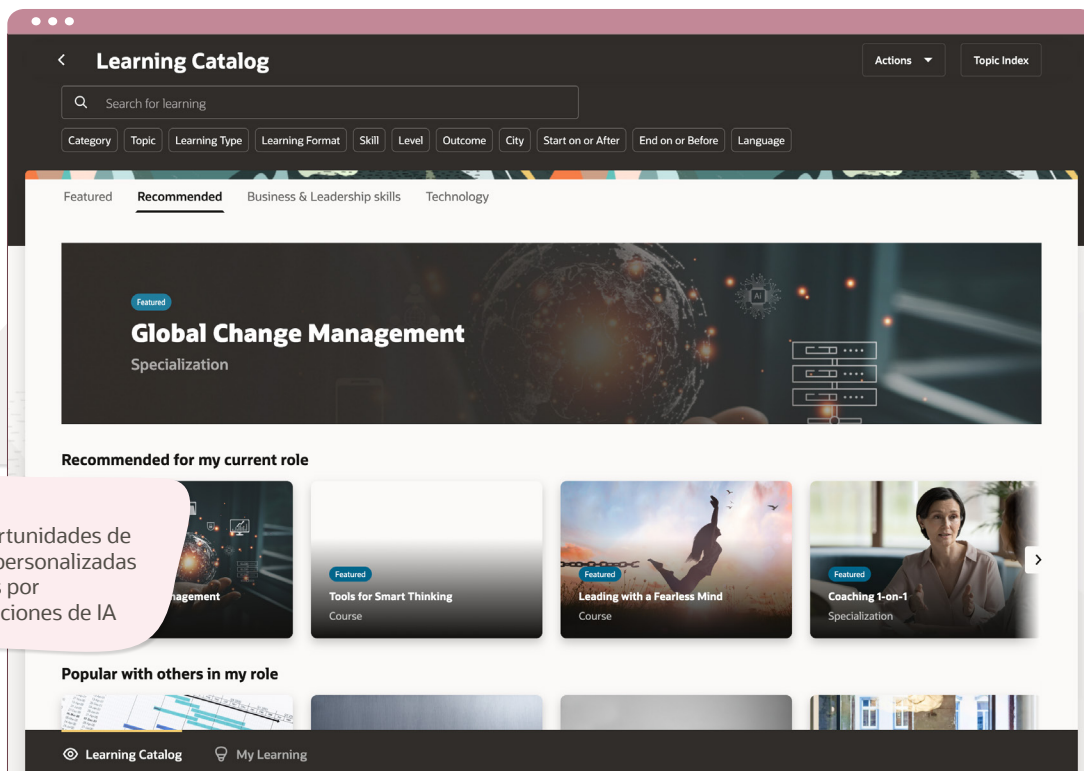 Learning Catalog
Actions
Topic Index
Search for learning
Category
Topic
Learning Type
Learning Format
Skill
Level
Outcome
City
Start on or After
End on or Before
Language
Featured
Recommended
Business & Leadership skills
Technology
AI
Featured
Global Change Management
Specialization
Recommended for my current role
rtunidades de
personalizadas
s por
ciones de IA
nagement
Featured
Tools for Smart Thinking
Course
Featured
Leading with a Fearless Mind
Course
Featured
Coaching 1-on-1
Specialization
Popular with others in my role
Learning Catalog
My Learning